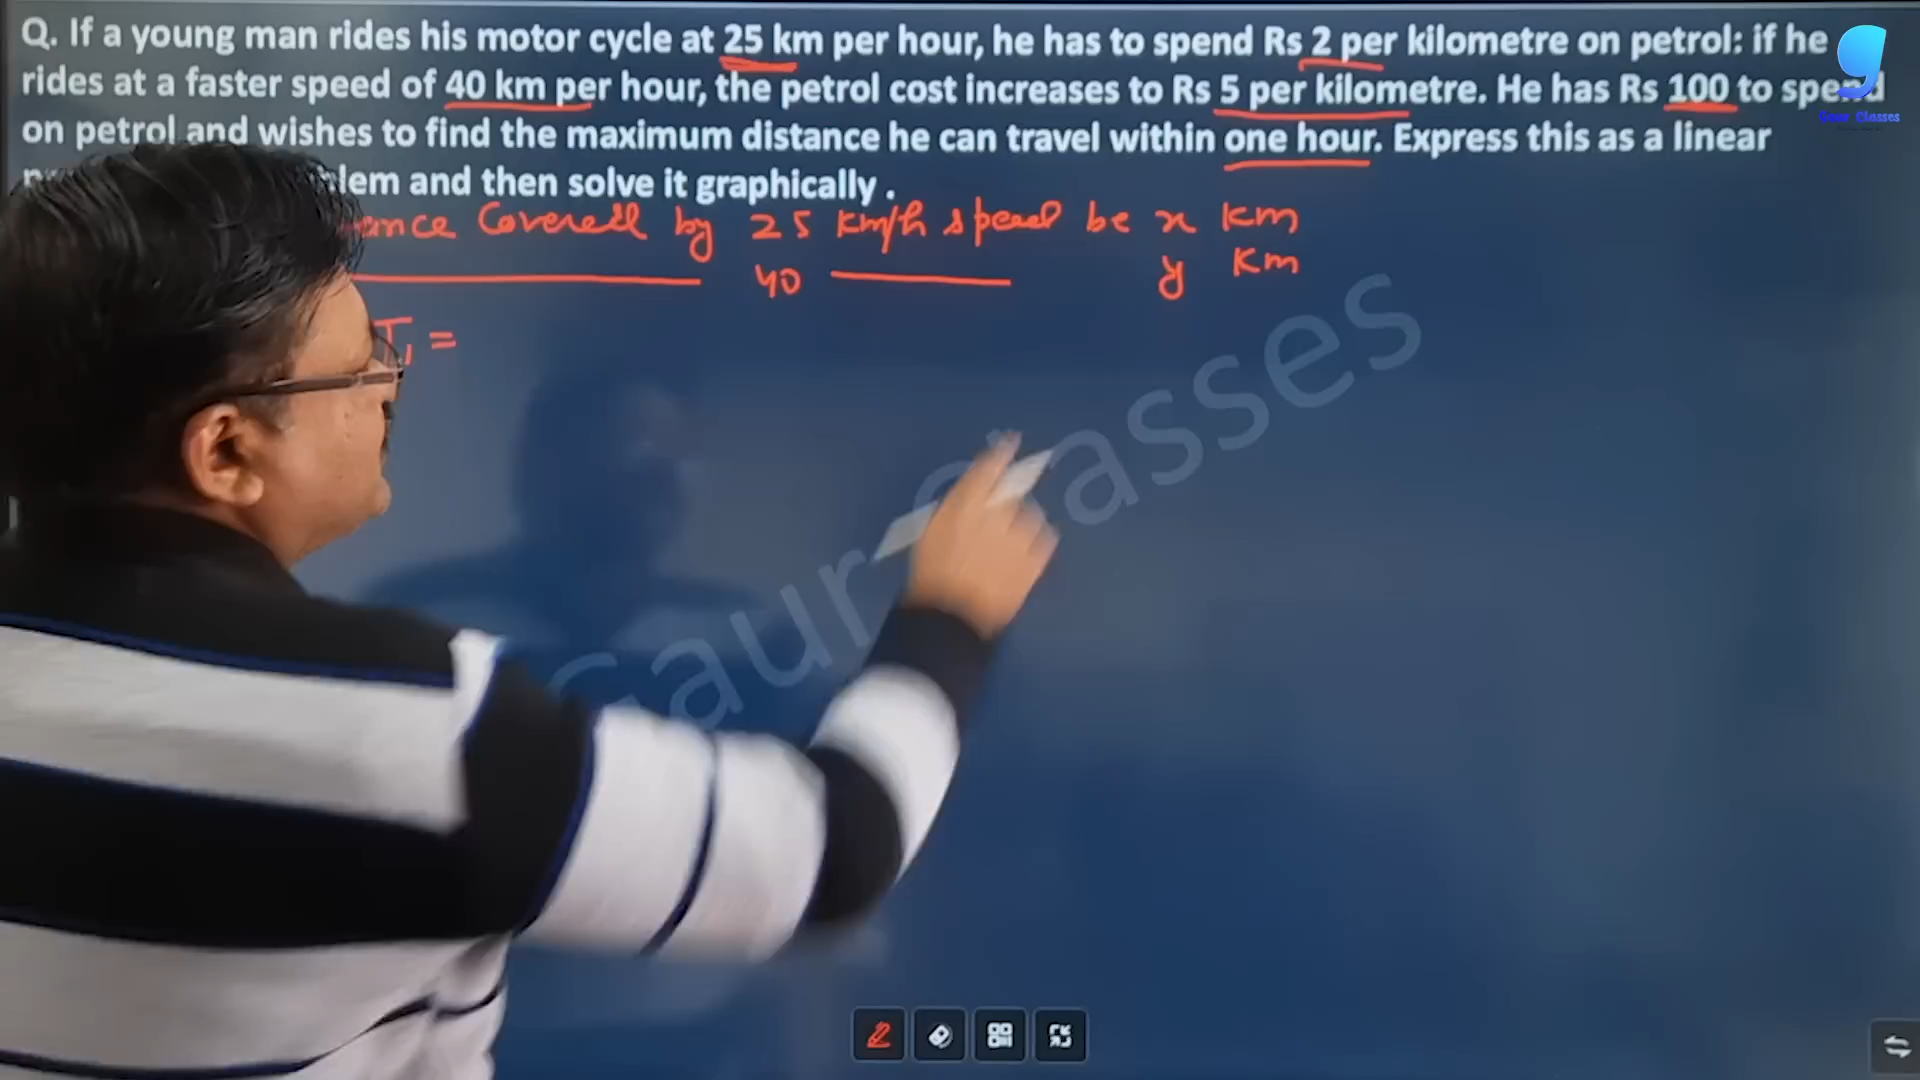 Q. If a young man rides his motor cycle at 25 km per hour, he has to spend Rs 2 per kilometre on petrol: if he
rides at a faster speed of 40 km per hour, the petrol cost increases to Rs 5 per kilometre. He has Rs 100 to spend
on petrol and wishes to find the maximum distance he can travel within one hour. Express this as a linear
lem and then solve it graphically .
ance Covered by 25 Km/h speed be x Km
40 y Km
T1 =
Gaur Classes
Gaur Classes